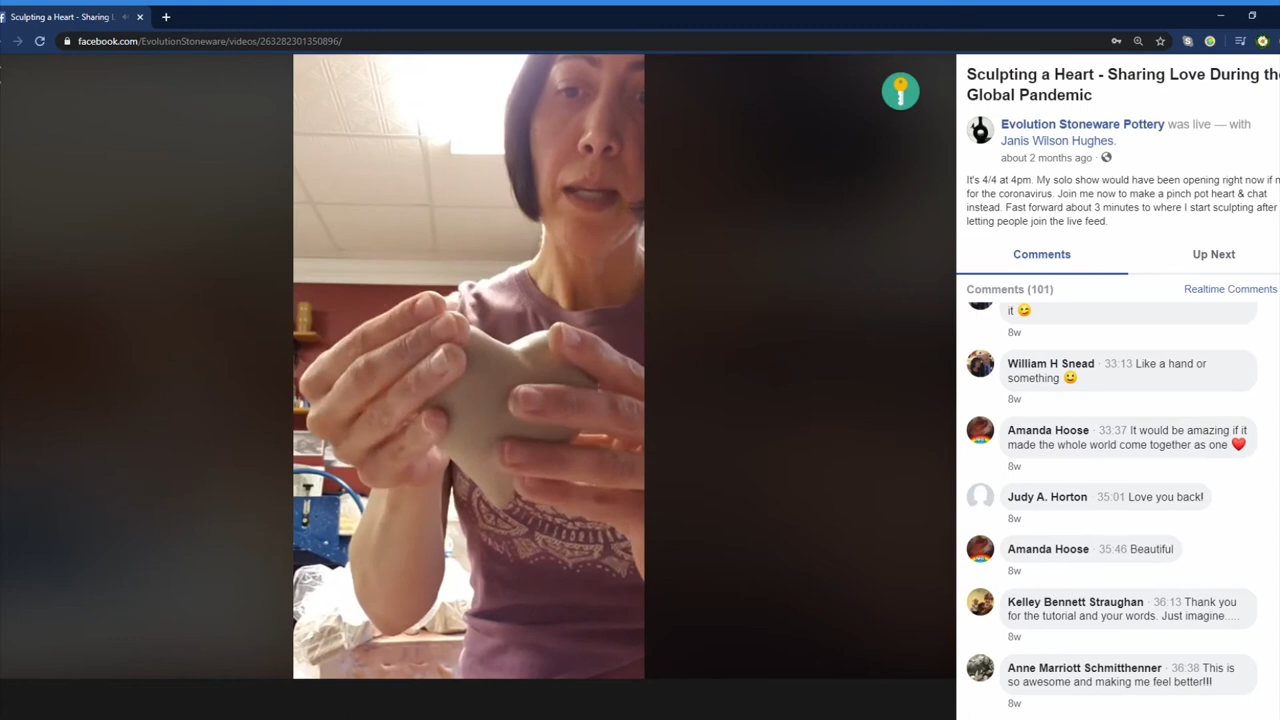 Sculpting a Heart - Sharing L
facebook.com/EvolutionStoneware/videos/263282301350896/
Sculpting a Heart - Sharing Love During th
Global Pandemic
Evolution Stoneware Pottery was live — with
Janis Wilson Hughes.
about 2 months ago
It's 4/4 at 4pm. My solo show would have been opening right now if n
for the coronavirus. Join me now to make a pinch pot heart & chat
instead. Fast forward about 3 minutes to where I start sculpting after
letting people join the live feed.
Comments
Up Next
Comments (101)
Realtime Comments
it 😉
8w
William H Snead · 33:13 Like a hand or
something 🙂
8w
Amanda Hoose · 33:37 It would be amazing if it
made the whole world come together as one ❤️
8w
Judy A. Horton · 35:01 Love you back!
8w
Amanda Hoose · 35:46 Beautiful
8w
Kelley Bennett Straughan · 36:13 Thank you
for the tutorial and your words. Just imagine.....
8w
Anne Marriott Schmitthenner · 36:38 This is
so awesome and making me feel better!!!
8w